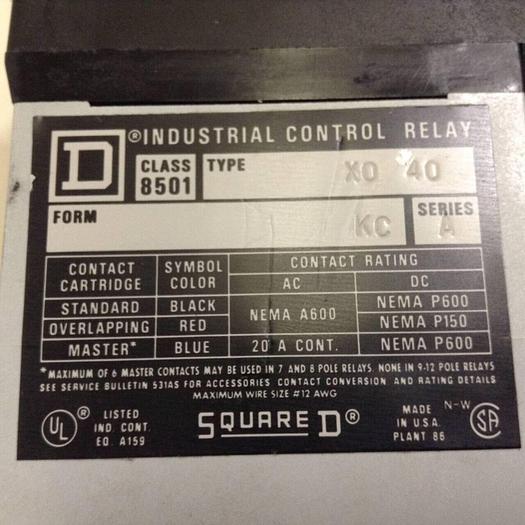 D ® INDUSTRIAL CONTROL RELAY
CLASS 8501 TYPE XO 40
FORM KC SERIES A
CONTACT CARTRIDGE SYMBOL COLOR CONTACT RATING
AC DC
STANDARD BLACK NEMA A600 NEMA P600
OVERLAPPING RED NEMA P150
MASTER* BLUE 20 A CONT. NEMA P600
*MAXIMUM OF 6 MASTER CONTACTS MAY BE USED IN 7 AND 8 POLE RELAYS. NONE IN 9-12 POLE RELAYS
SEE SERVICE BULLETIN 531AS FOR ACCESSORIES CONTACT CONVERSION AND RATING DETAILS
MAXIMUM WIRE SIZE #12 AWG
UL ® LISTED
IND. CONT.
EQ. A159
SQUARE D ®
MADE IN U.S.A.
PLANT 86
N-W
SA